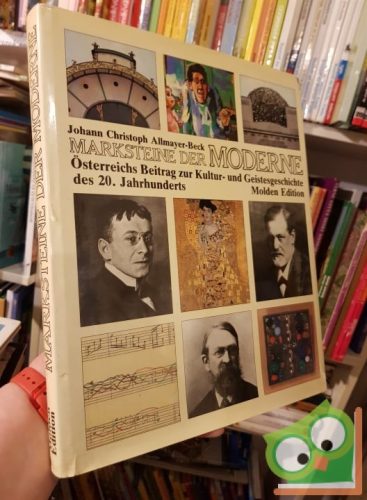 Johann Christoph Allmayer-Beck
MARKSTEINE DER MODERNE
Österreichs Beitrag zur Kultur- und Geistesgeschichte
des 20. Jahrhunderts
Molden Edition
MARKSTEINE DER MODERNE
Edition